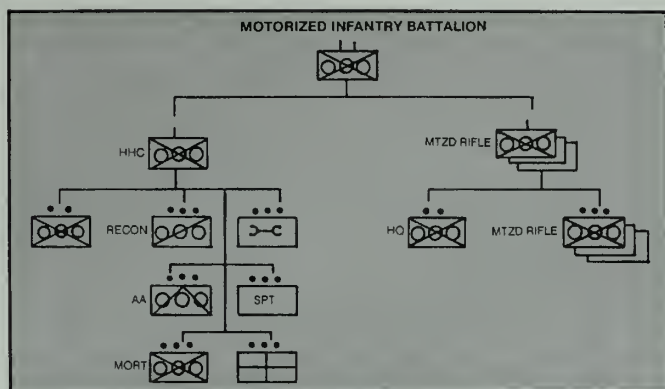 MOTORIZED INFANTRY BATTALION
HHC
MTZD RIFLE
RECON
HQ
MTZD RIFLE
AA
SPT
MORT